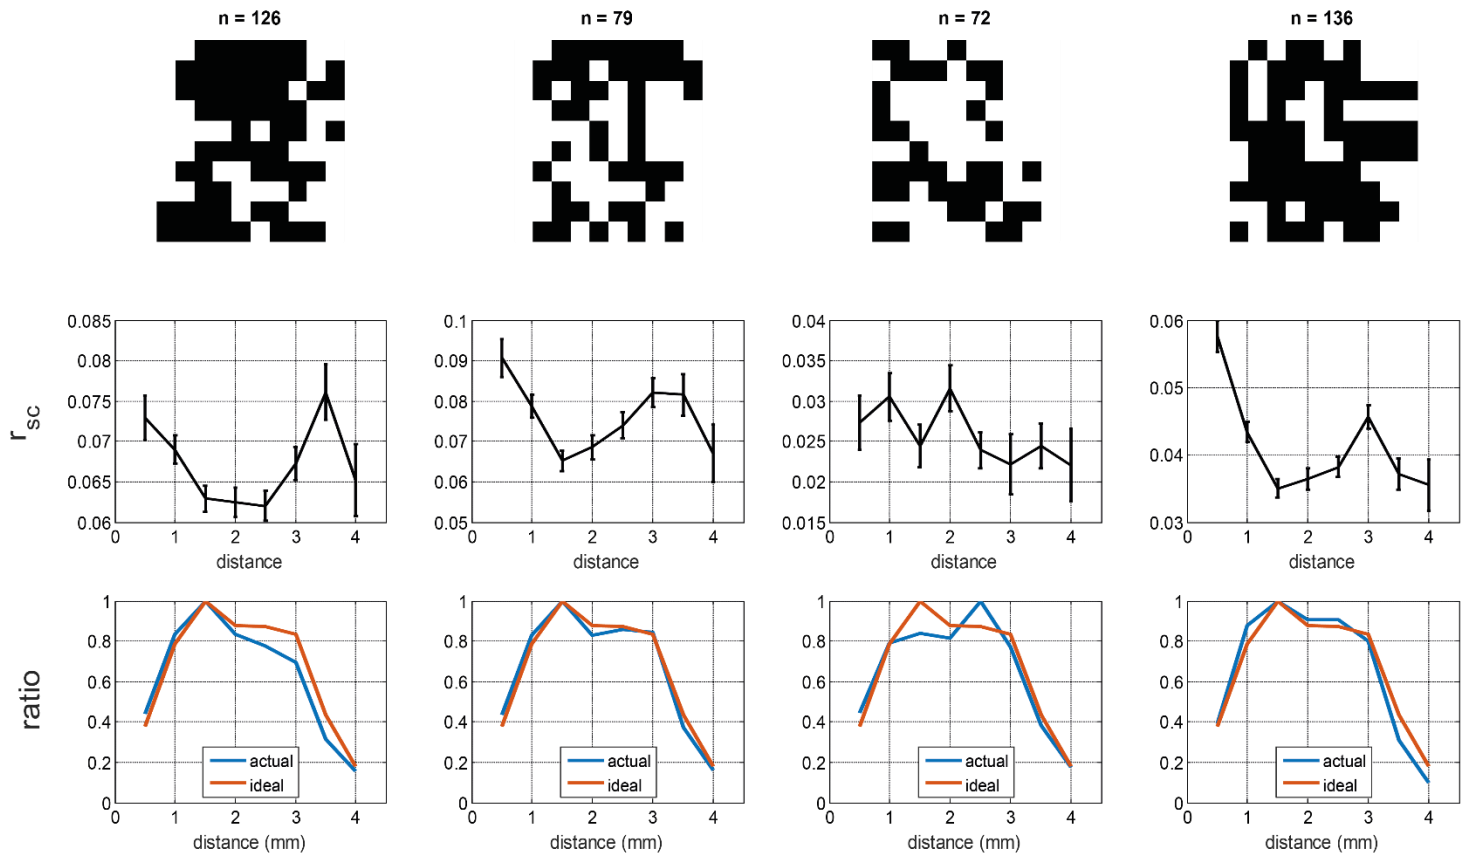 n = 126
n = 79
n = 72
n = 136
r_sc
0.085
0.08
0.075
0.07
0.065
0.06
0 1 2 3 4
distance
0.1
0.09
0.08
0.07
0.06
0.05
0 1 2 3 4
distance
0.04
0.035
0.03
0.025
0.02
0.015
0 1 2 3 4
distance
0.06
0.05
0.04
0.03
0 1 2 3 4
distance
ratio
1
0.8
0.6
0.4
0.2
0
actual
ideal
0 1 2 3 4
distance (mm)
1
0.8
0.6
0.4
0.2
0
actual
ideal
0 1 2 3 4
distance (mm)
1
0.8
0.6
0.4
0.2
0
actual
ideal
0 1 2 3 4
distance (mm)
1
0.8
0.6
0.4
0.2
0
actual
ideal
0 1 2 3 4
distance (mm)